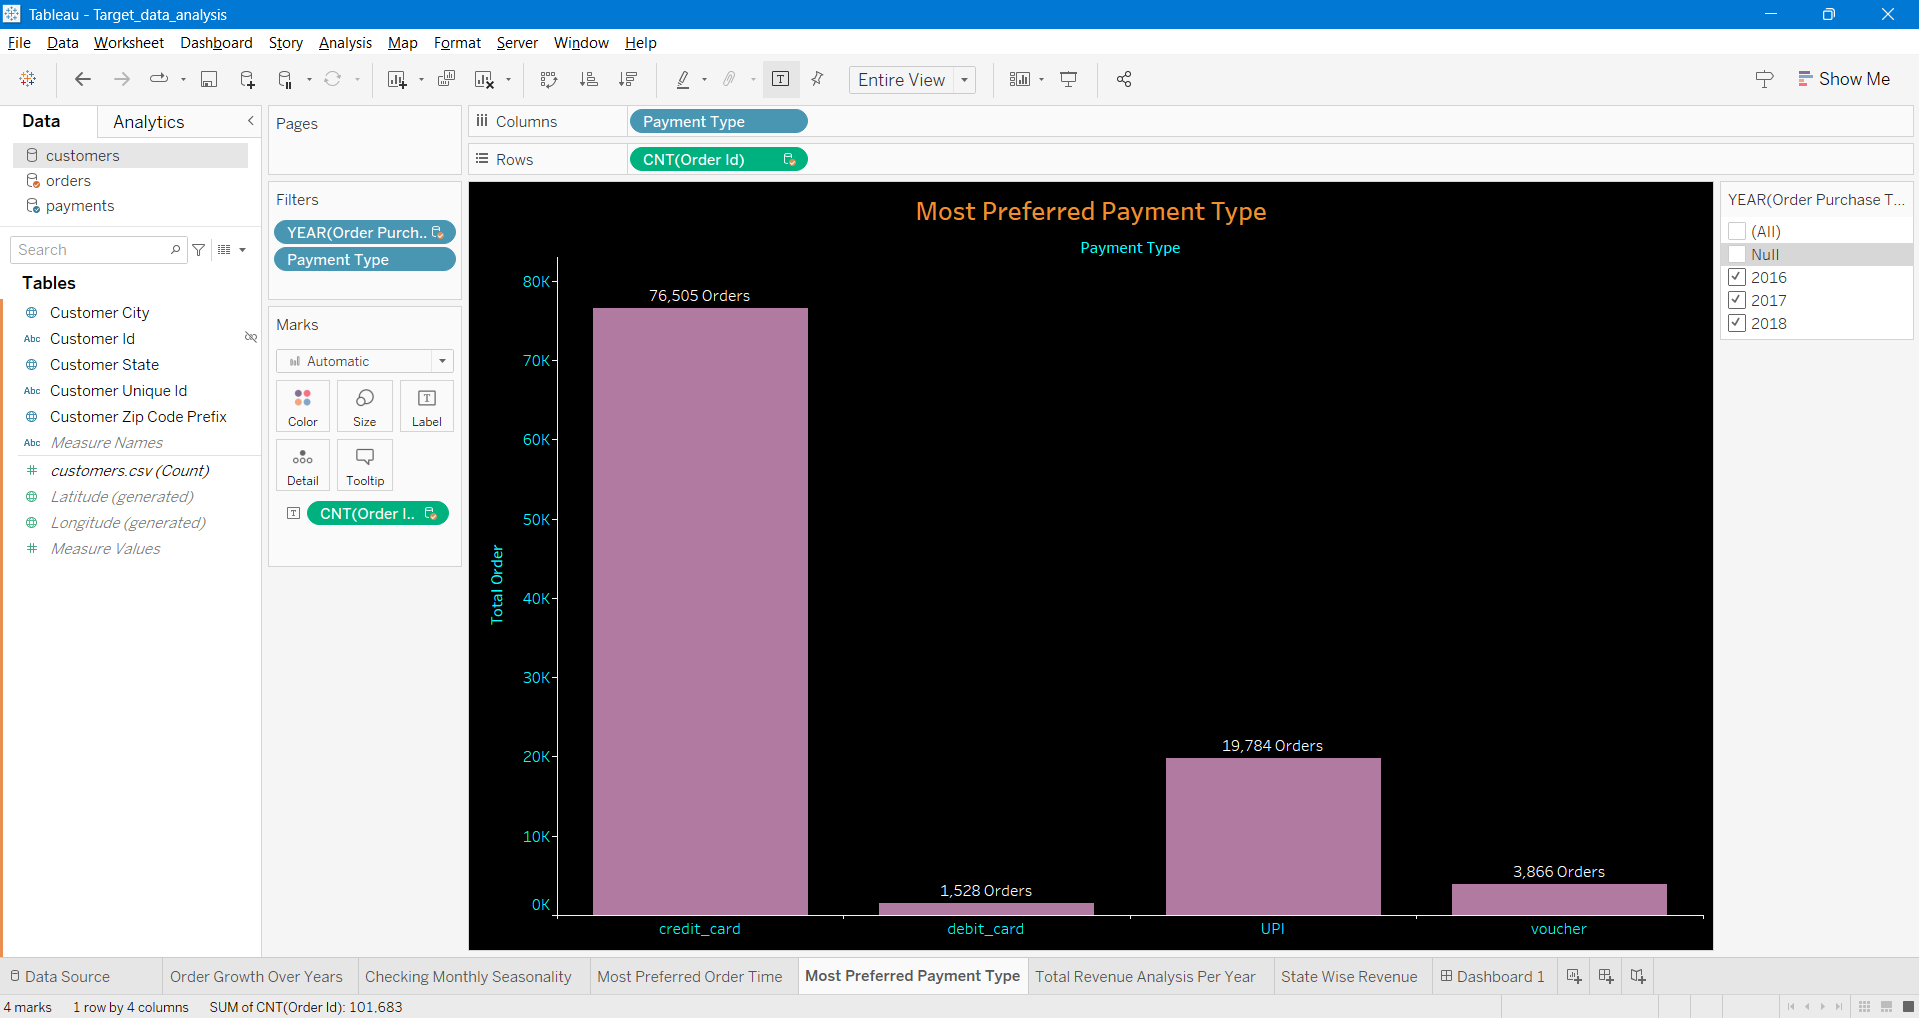 Tableau - Target_data_analysis
File Data Worksheet Dashboard Story Analysis Map Format Server Window Help
Entire View
Show Me
Data Analytics
customers
orders
payments
Search
Tables
Customer City
Abc Customer Id
Customer State
Abc Customer Unique Id
Customer Zip Code Prefix
Abc Measure Names
customers.csv (Count)
Latitude (generated)
Longitude (generated)
Measure Values
Pages
Filters
YEAR(Order Purch..
Payment Type
Marks
Automatic
Color Size Label
Detail Tooltip
CNT(Order I..
Columns Payment Type
Rows CNT(Order Id)
Most Preferred Payment Type
Payment Type
Total Order
80K
70K
60K
50K
40K
30K
20K
10K
0K
76,505 Orders
1,528 Orders
19,784 Orders
3,866 Orders
credit_card debit_card UPI voucher
YEAR(Order Purchase T...
(All)
Null
2016
2017
2018
Data Source Order Growth Over Years Checking Monthly Seasonality Most Preferred Order Time Most Preferred Payment Type Total Revenue Analysis Per Year State Wise Revenue Dashboard 1
4 marks 1 row by 4 columns SUM of CNT(Order Id): 101,683